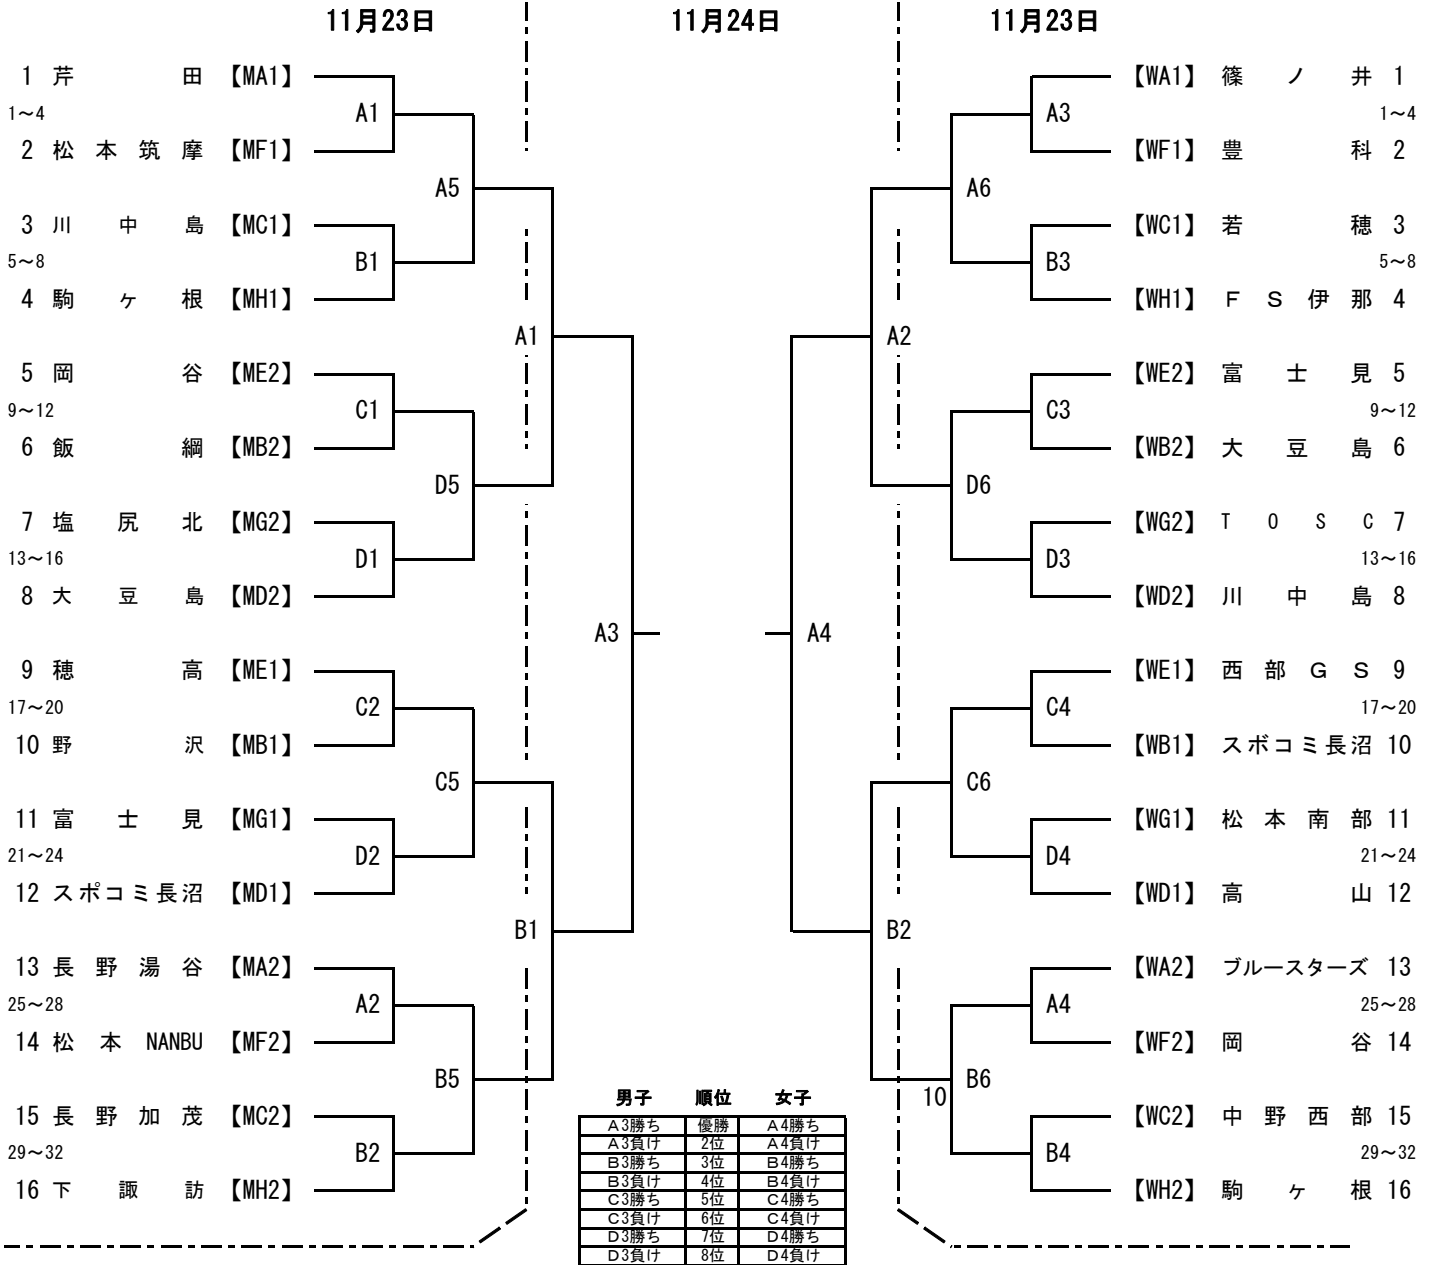 11月23日 11月24日 11月23日
1 芹田 【MA1】 【WA1】 篠ノ井 1
1～4 A1 A3 1～4
2 松本筑摩 【MF1】 【WF1】 豊科 2
A5 A6
3 川中島 【MC1】 【WC1】 若穂 3
5～8 B1 B3 5～8
4 駒ヶ根 【MH1】 【WH1】 ＦＳ伊那 4
A1 A2
5 岡谷 【ME2】 【WE2】 富士見 5
9～12 C1 C3 9～12
6 飯綱 【MB2】 【WB2】 大豆島 6
D5 D6
7 塩尻北 【MG2】 【WG2】 TOSC 7
13～16 D1 D3 13～16
8 大豆島 【MD2】 【WD2】 川中島 8
A3 A4
9 穂高 【ME1】 【WE1】 西部ＧＳ 9
17～20 C2 C4 17～20
10 野沢 【MB1】 【WB1】 スポコミ長沼 10
C5 C6
11 富士見 【MG1】 【WG1】 松本南部 11
21～24 D2 D4 21～24
12 スポコミ長沼 【MD1】 【WD1】 高山 12
B1 B2
13 長野湯谷 【MA2】 【WA2】 ブルースターズ 13
25～28 A2 A4 25～28
14 松本NANBU 【MF2】 【WF2】 岡谷 14
B5 B6
男子 順位 女子 10
15 長野加茂 【MC2】 【WC2】 中野西部 15
29～32 B2 B4 29～32
16 下諏訪 【MH2】 【WH2】 駒ヶ根 16
Ａ3勝ち 優勝 Ａ4勝ち
Ａ3負け 2位 Ａ4負け
Ｂ3勝ち 3位 Ｂ4勝ち
Ｂ3負け 4位 Ｂ4負け
Ｃ3勝ち 5位 Ｃ4勝ち
Ｃ3負け 6位 Ｃ4負け
Ｄ3勝ち 7位 Ｄ4勝ち
Ｄ3負け 8位 Ｄ4負け